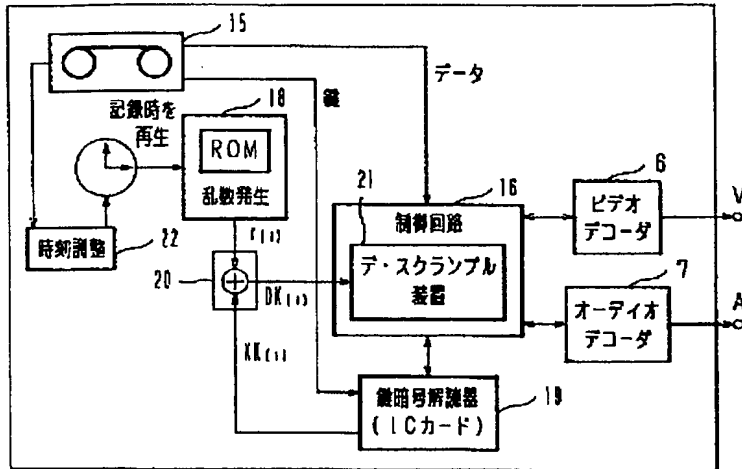 15
データ
鍵
記録時を
再生
18
ROM
乱数発生
r(i)
21
16
制御回路
デ・スクランブル
装置
6
ビデオ
デコーダ
V
7
オーディオ
デコーダ
A
時刻調整
22
20
DK(i)
KK(i)
鍵暗号解読器
(ICカード)
19